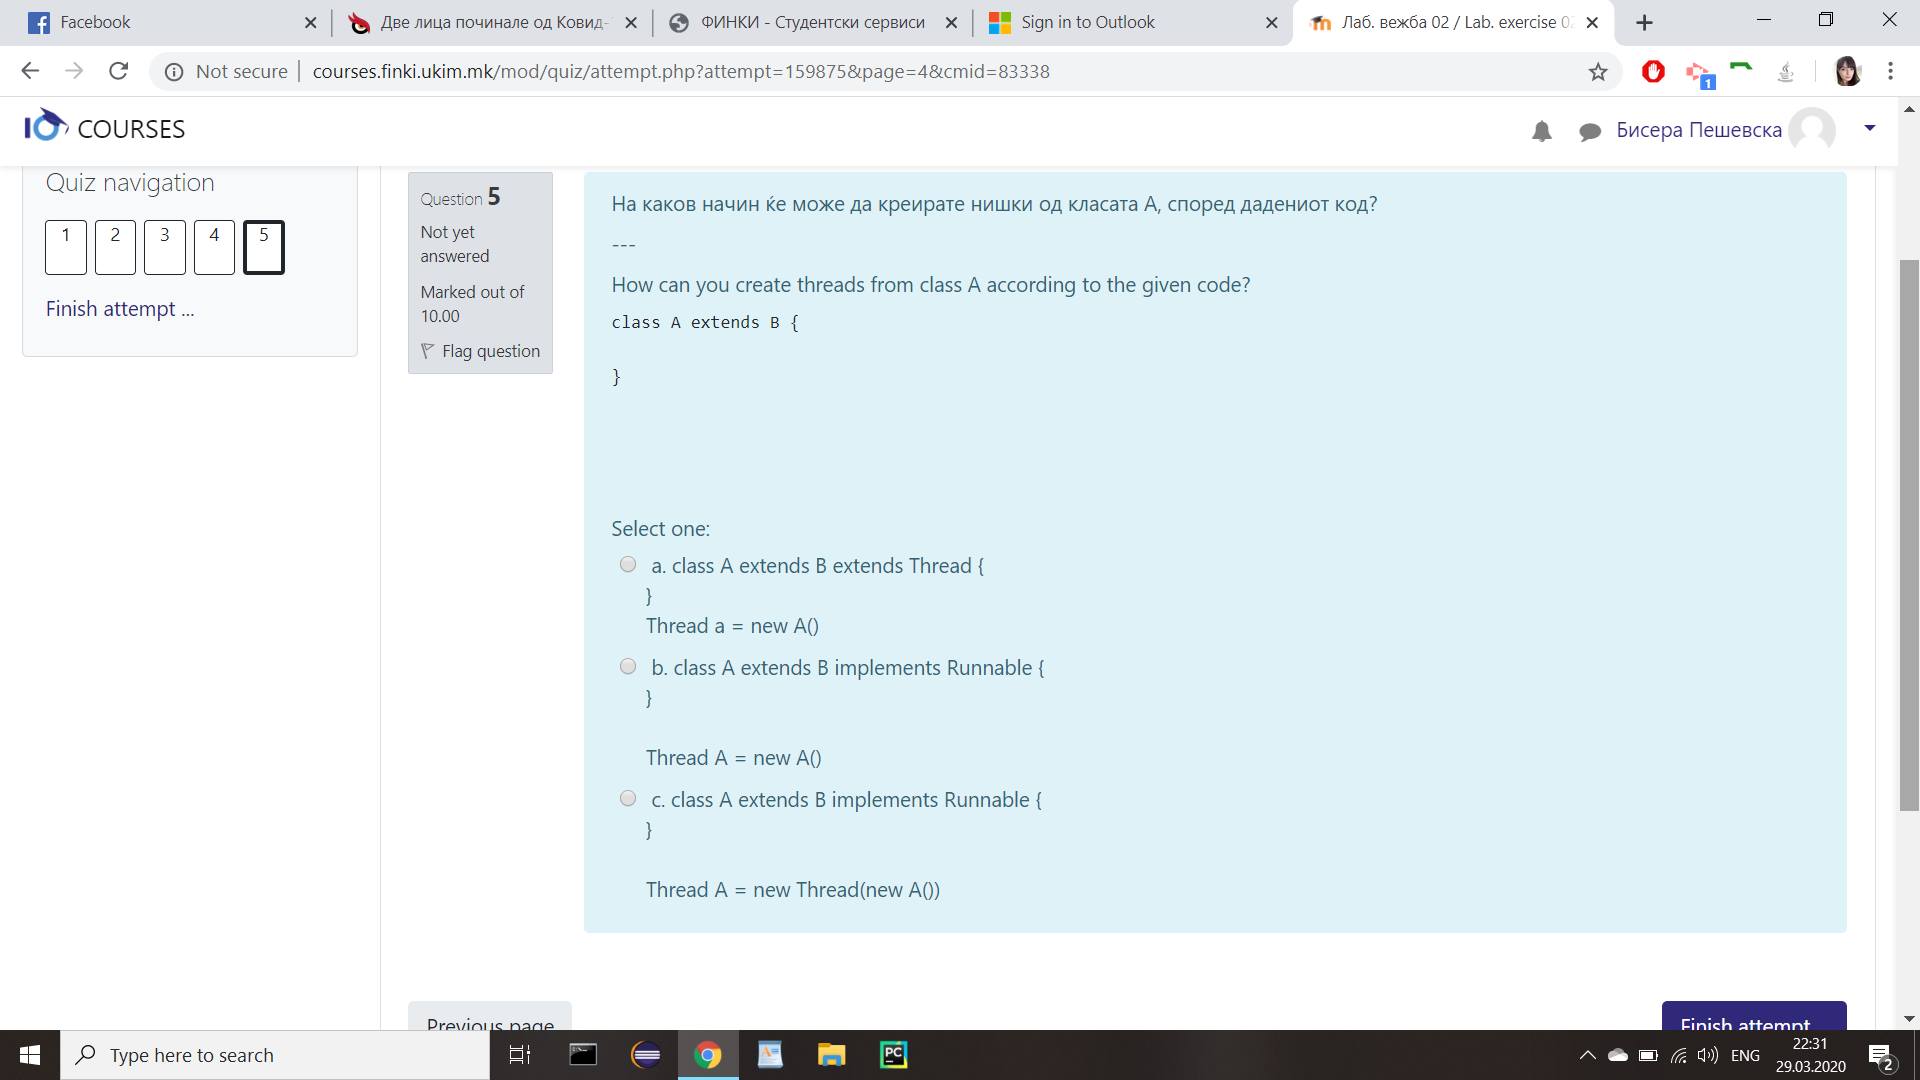 Facebook
Две лица починале од Ковид-
ФИНКИ - Студентски сервиси
Sign in to Outlook
Лаб. вежба 02 / Lab. exercise 02
Not secure
courses.finki.ukim.mk/mod/quiz/attempt.php?attempt=159875&page=4&cmid=83338
1
COURSES
Бисера Пешевска
Quiz navigation
1 2 3 4 5
Finish attempt ...
Question 5
Not yet
answered
Marked out of
10.00
Flag question
На каков начин ќе може да креирате нишки од класата А, според дадениот код?
---
How can you create threads from class A according to the given code?
class A extends B {
}
Select one:
a. class A extends B extends Thread {
}
Thread a = new A()
b. class A extends B implements Runnable {
}
Thread A = new A()
c. class A extends B implements Runnable {
}
Thread A = new Thread(new A())
Previous page
Finish attempt
Type here to search
PC
ENG
22:31
29.03.2020
2